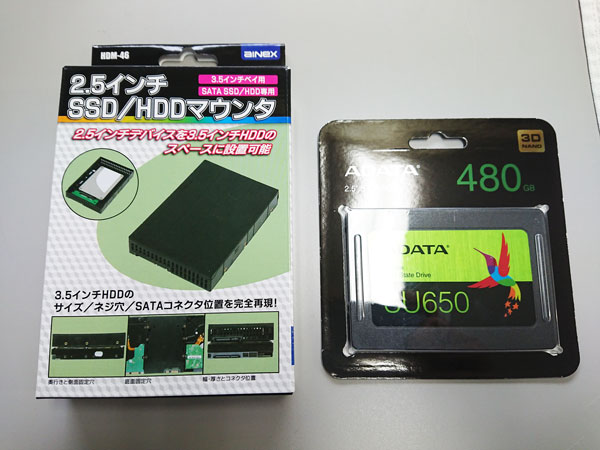 HDM-46
AINEX
2.5インチ
SSD/HDDマウンタ
3.5インチベイ用
SATA SSD/HDD専用
2.5インチデバイスを3.5インチHDDの
スペースに設置可能
3.5インチHDDの
サイズ/ネジ穴/SATAコネクタ位置を完全再現!
奥行きと側面固定穴
底面固定穴
幅・厚さとコネクタ位置
3D
NAND
ADATA
2.5"
480GB
ADATA
State Drive
SU650